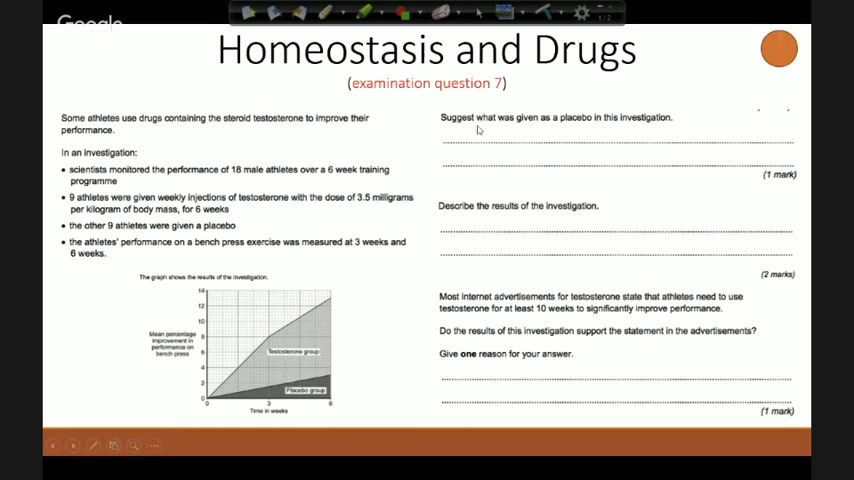 Google
1/2
Homeostasis and Drugs
(examination question 7)
Some athletes use drugs containing the steroid testosterone to improve their
performance.
In an investigation:
• scientists monitored the performance of 18 male athletes over a 6 week training
programme
• 9 athletes were given weekly injections of testosterone with the dose of 3.5 milligrams
per kilogram of body mass, for 6 weeks
• the other 9 athletes were given a placebo
• the athletes' performance on a bench press exercise was measured at 3 weeks and
6 weeks.
The graph shows the results of the investigation.
14
12
10
8
6
4
2
0
Mean percentage
improvement in
performance on
bench press
Testosterone group
Placebo group
0 3 6
Time in weeks
Suggest what was given as a placebo in this investigation.
(1 mark)
Describe the results of the investigation.
(2 marks)
Most internet advertisements for testosterone state that athletes need to use
testosterone for at least 10 weeks to significantly improve performance.
Do the results of this investigation support the statement in the advertisements?
Give one reason for your answer.
(1 mark)